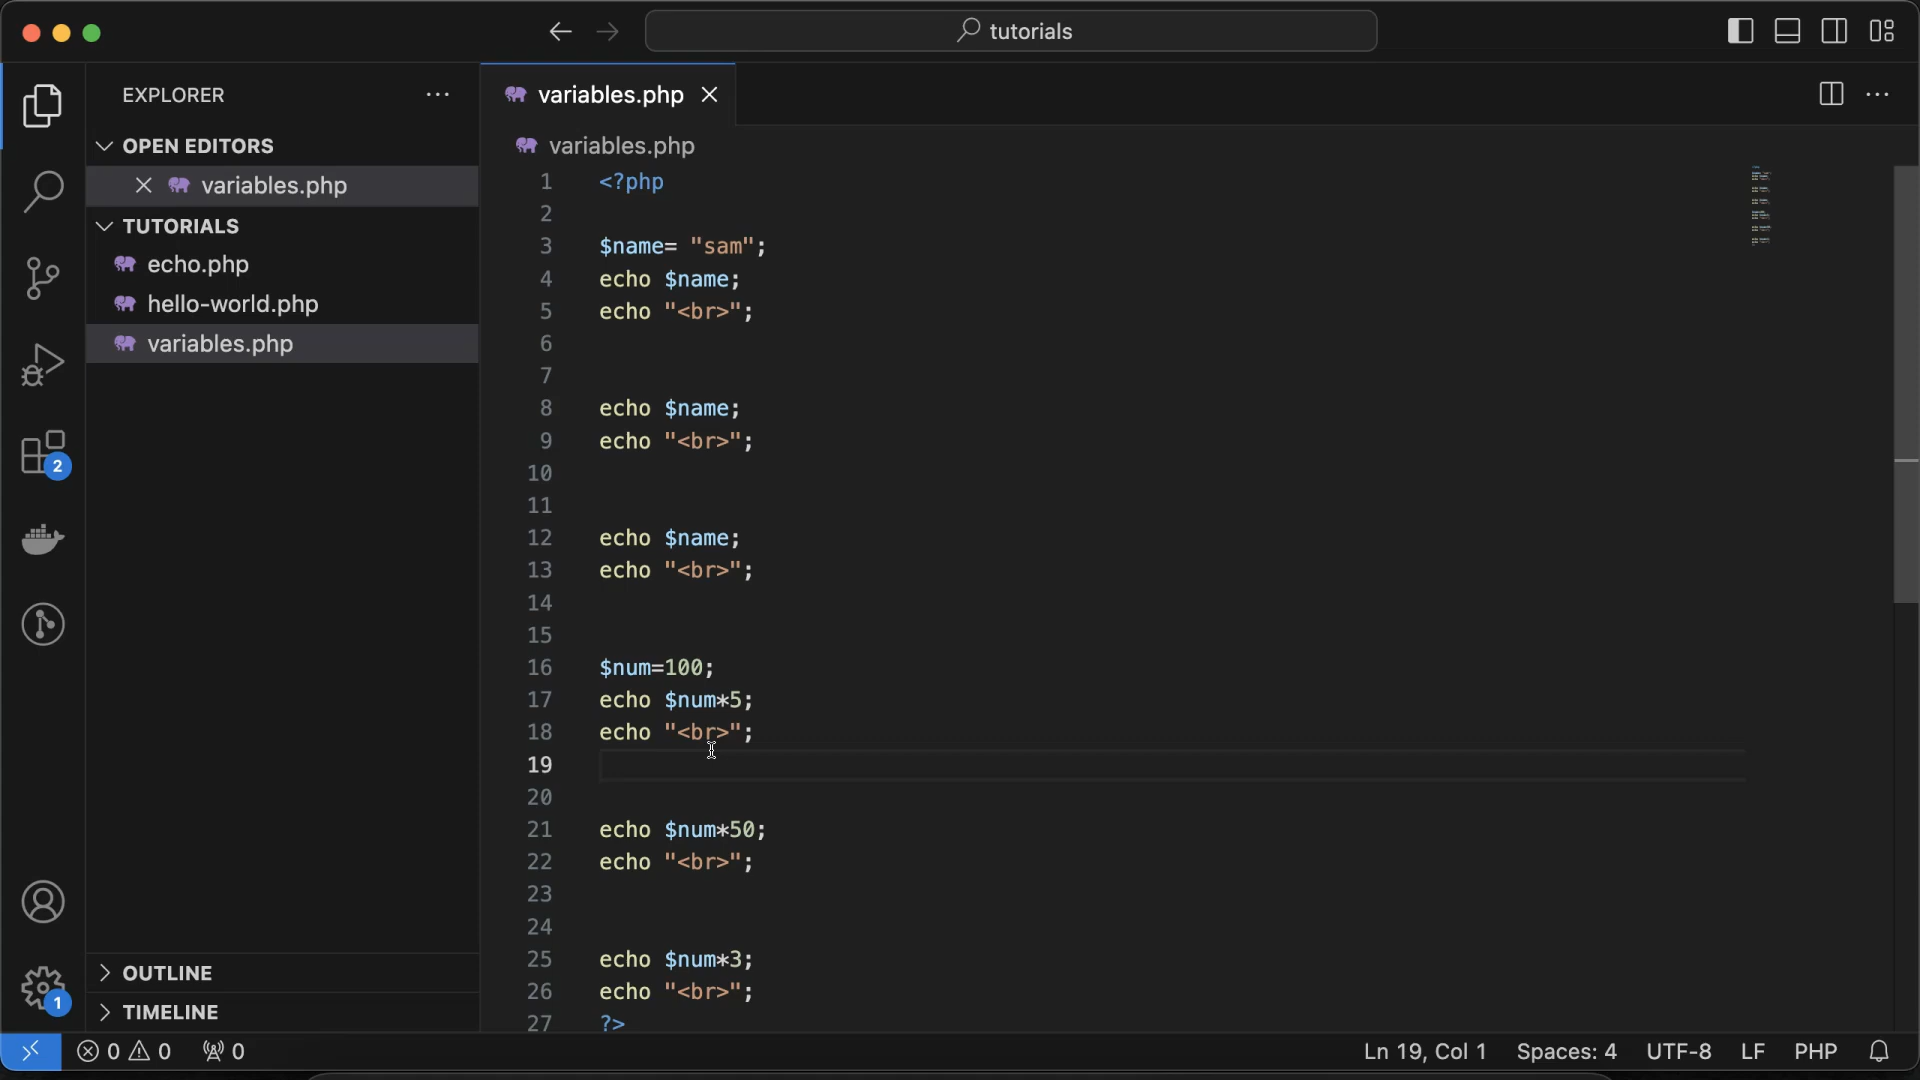 tutorials
EXPLORER
variables.php
OPEN EDITORS
variables.php
TUTORIALS
echo.php
hello-world.php
variables.php
OUTLINE
TIMELINE
2
1
variables.php
1 <?php
2
3 $name= "sam";
4 echo $name;
5 echo "<br>";
6
7
8 echo $name;
9 echo "<br>";
10
11
12 echo $name;
13 echo "<br>";
14
15
16 $num=100;
17 echo $num*5;
18 echo "<br>";
19
20
21 echo $num*50;
22 echo "<br>";
23
24
25 echo $num*3;
26 echo "<br>";
27 ?>
0 0 0
Ln 19, Col 1 Spaces: 4 UTF-8 LF PHP